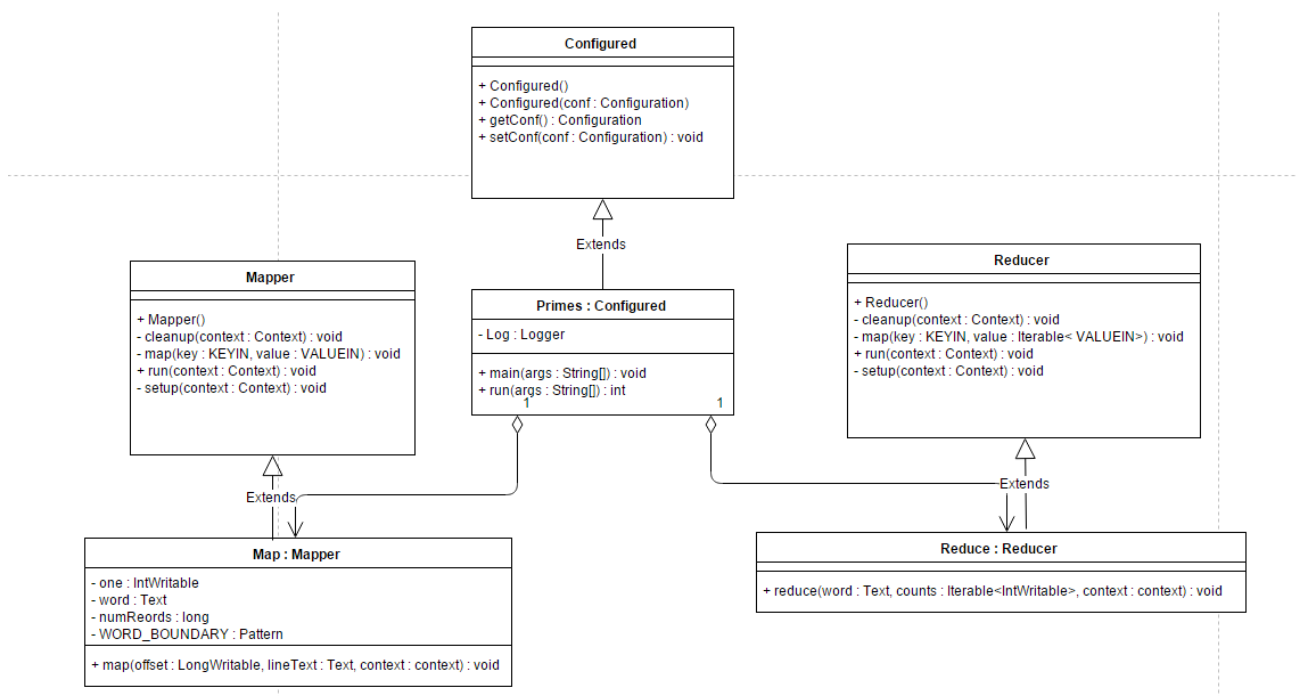 Configured
+ Configured()
+ Configured(conf : Configuration)
+ getConf() : Configuration
+ setConf(conf : Configuration) : void
Extends
Mapper
+ Mapper()
- cleanup(context : Context) : void
- map(key : KEYIN, value : VALUEIN) : void
+ run(context : Context) : void
- setup(context : Context) : void
Primes : Configured
- Log : Logger
+ main(args : String[]) : void
+ run(args : String[]) : int
1
1
Reducer
+ Reducer()
- cleanup(context : Context) : void
- map(key : KEYIN, value : Iterable< VALUEIN>) : void
+ run(context : Context) : void
- setup(context : Context) : void
Extends
Extends
Map : Mapper
- one : IntWritable
- word : Text
- numReords : long
- WORD_BOUNDARY : Pattern
+ map(offset : LongWritable, lineText : Text, context : context) : void
Reduce : Reducer
+ reduce(word : Text, counts : Iterable<IntWritable>, context : context) : void